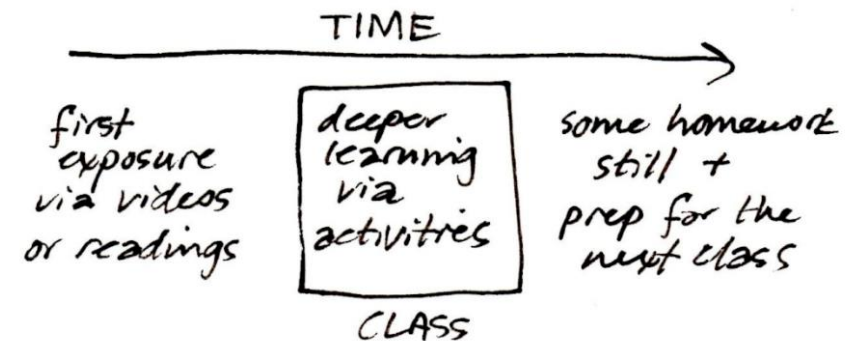 TIME
first
exposure
via videos
or readings
deeper
learning
via
activities
some homework
still +
prep for the
next class
CLASS